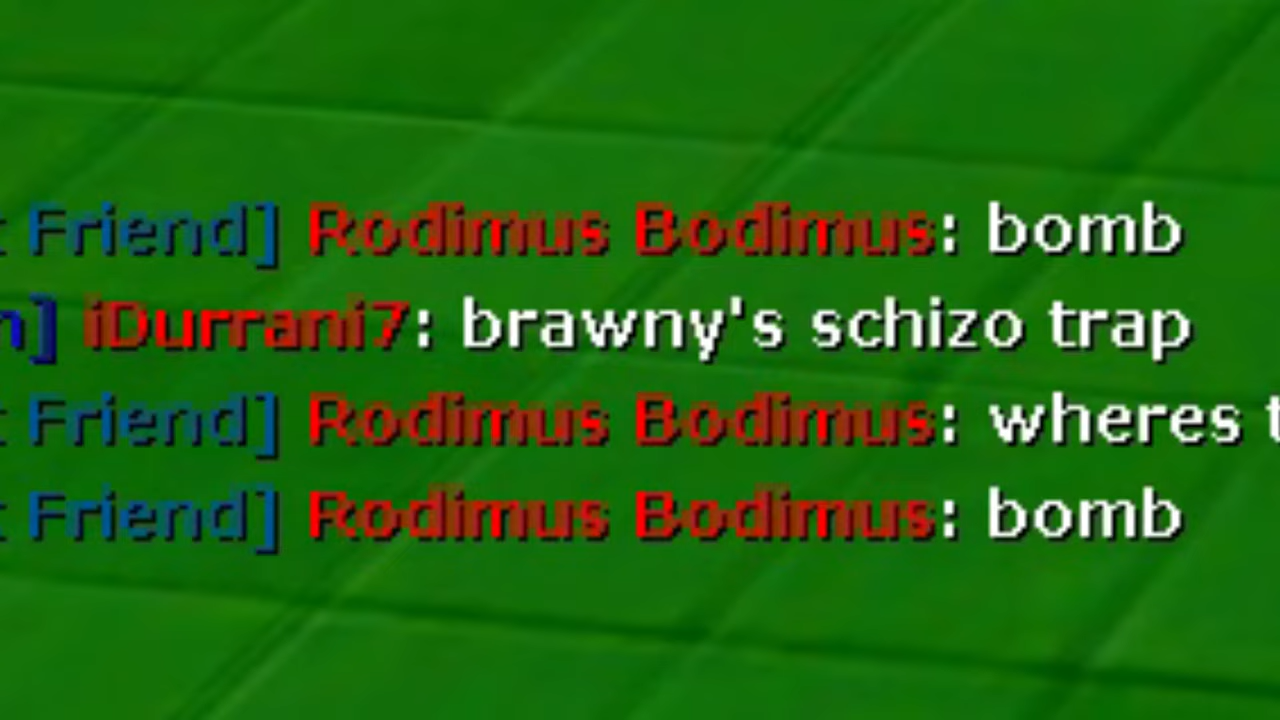 Friend] Rodimus Bodimus: bomb
] iDurrani7: brawny's schizo trap
Friend] Rodimus Bodimus: wheres
Friend] Rodimus Bodimus: bomb